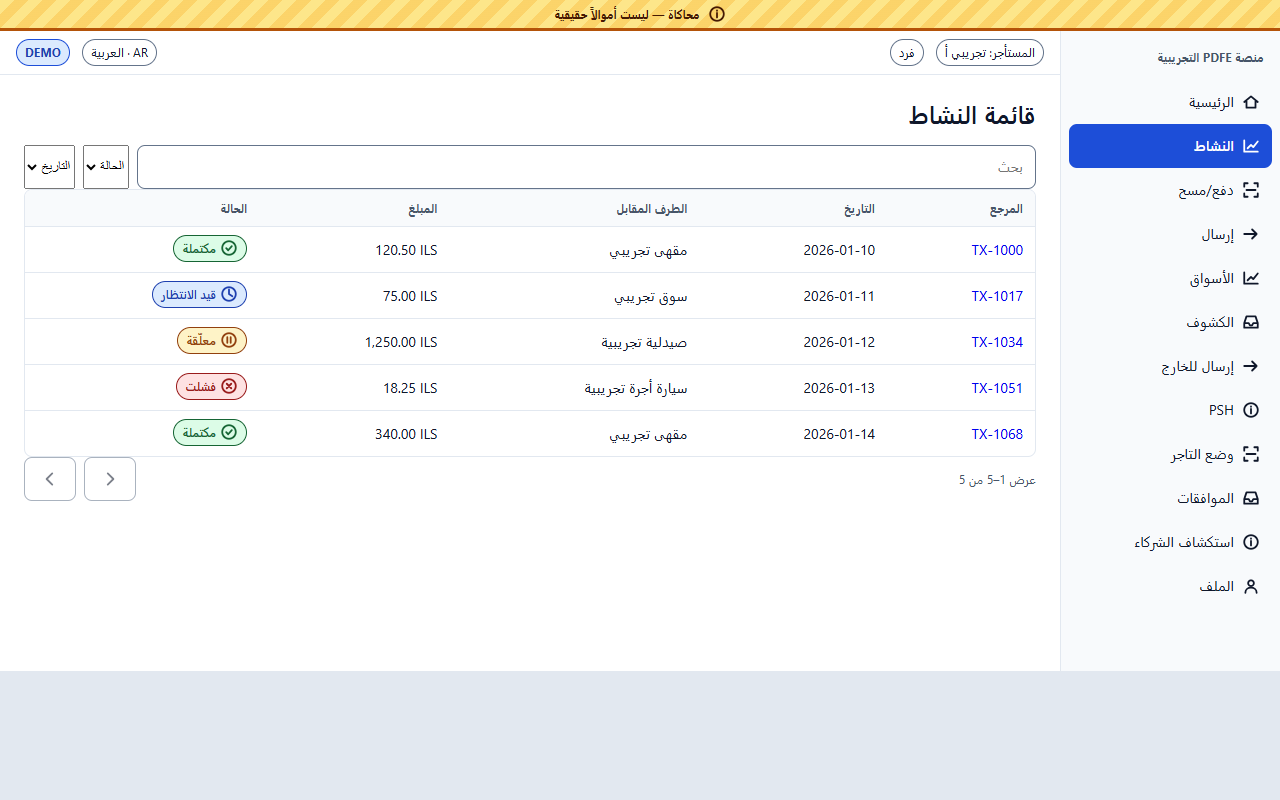 محاكاة — ليست أموالاً حقيقية
منصة PDFE التجريبية
الرئيسية
النشاط
دفع/مسح
إرسال
الأسواق
الكشوف
إرسال للخارج
PSH
وضع التاجر
الموافقات
استكشاف الشركاء
الملف
المستأجر: تجريبي أ
فرد
AR · العربية
DEMO
قائمة النشاط
بحث
الحالة
التاريخ
المرجع التاريخ الطرف المقابل المبلغ الحالة
TX-1000 2026-01-10 مقهى تجريبي 120.50 ILS مكتملة
TX-1017 2026-01-11 سوق تجريبي 75.00 ILS قيد الانتظار
TX-1034 2026-01-12 صيدلية تجريبية 1,250.00 ILS معلّقة
TX-1051 2026-01-13 سيارة أجرة تجريبية 18.25 ILS فشلت
TX-1068 2026-01-14 مقهى تجريبي 340.00 ILS مكتملة
عرض 1–5 من 5